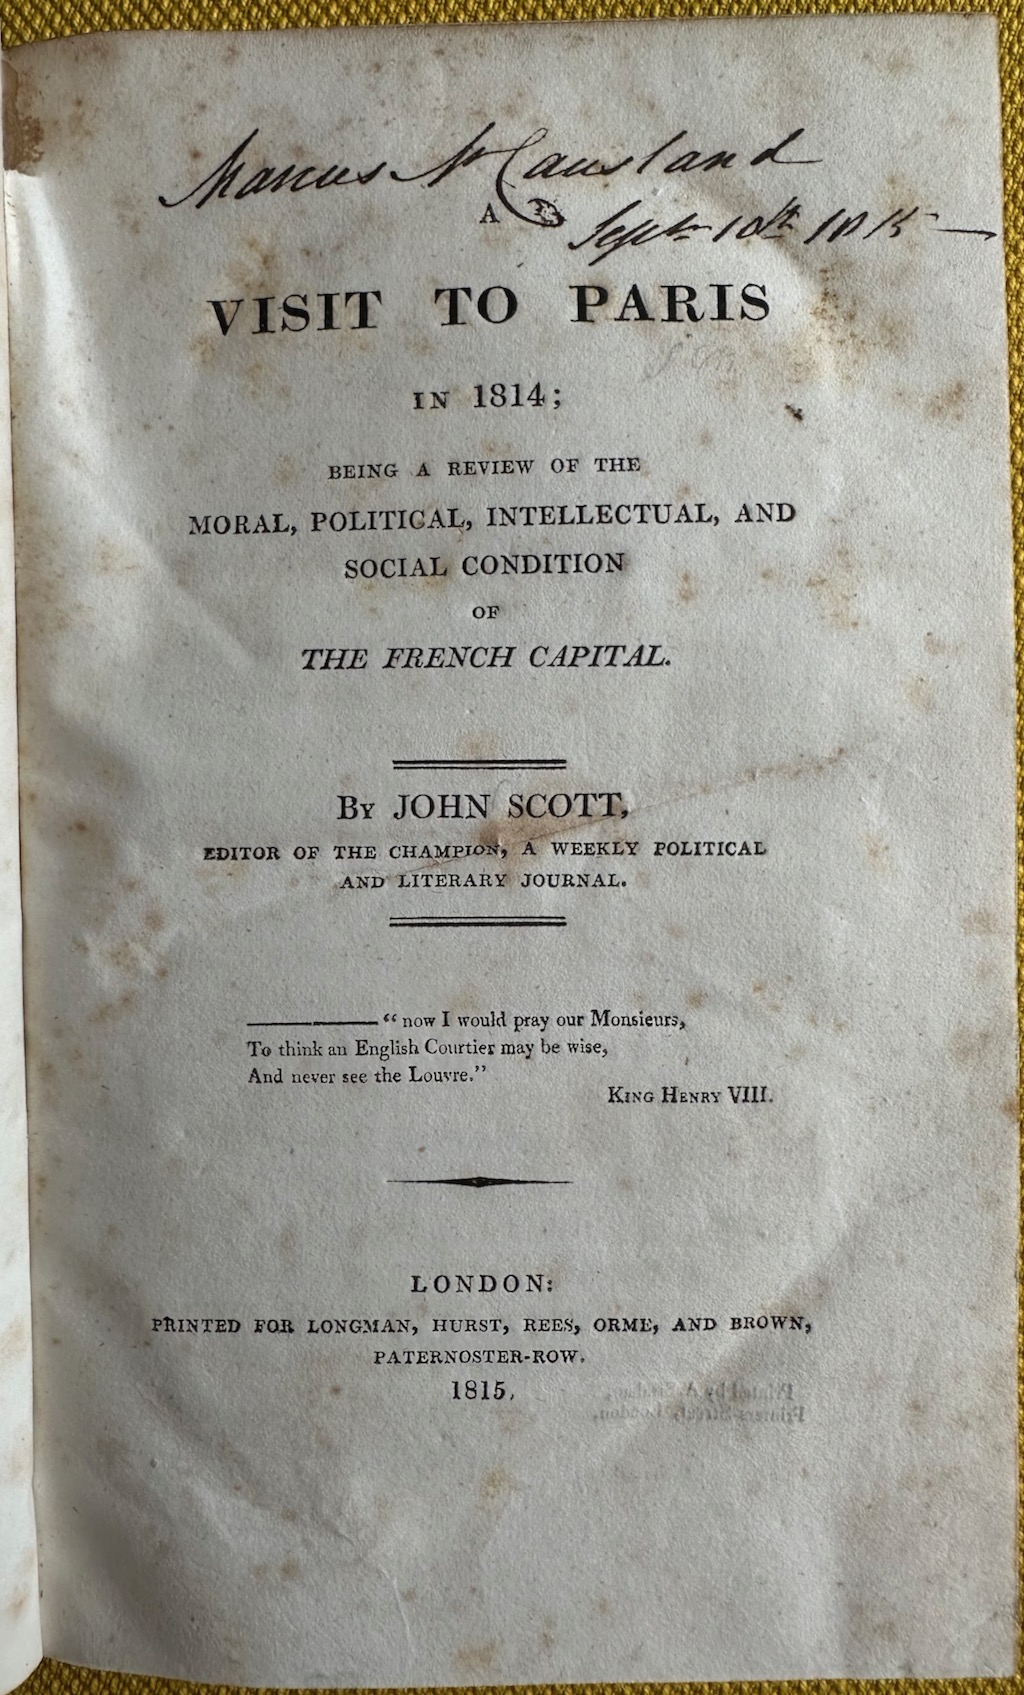 Marcus McCausland
Septr 10th 1815
A
VISIT TO PARIS
IN 1814;
BEING A REVIEW OF THE
MORAL, POLITICAL, INTELLECTUAL, AND
SOCIAL CONDITION
OF
THE FRENCH CAPITAL.
By JOHN SCOTT,
EDITOR OF THE CHAMPION, A WEEKLY POLITICAL
AND LITERARY JOURNAL.
———— “ now I would pray our Monsieurs,
To think an English Courtier may be wise,
And never see the Louvre.”
KING HENRY VIII.
LONDON:
PRINTED FOR LONGMAN, HURST, REES, ORME, AND BROWN,
PATERNOSTER-ROW.
1815.